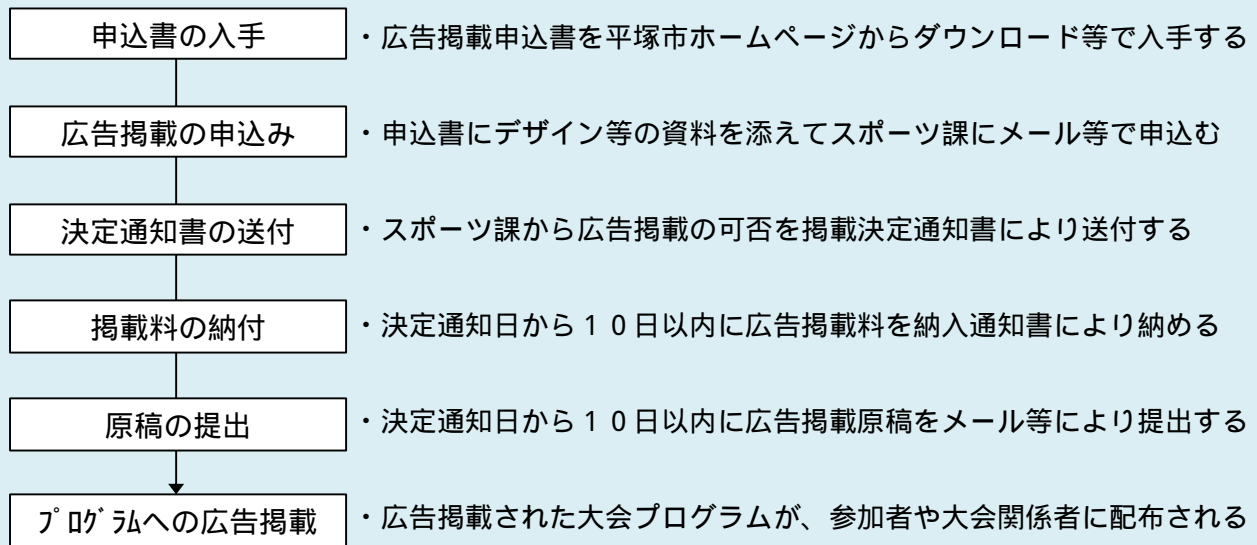 申込書の入手
・広告掲載申込書を平塚市ホームページからダウンロード等で入手する
広告掲載の申込み
・申込書にデザイン等の資料を添えてスポーツ課にメール等で申込む
決定通知書の送付
・スポーツ課から広告掲載の可否を掲載決定通知書により送付する
掲載料の納付
・決定通知日から１０日以内に広告掲載料を納入通知書により納める
原稿の提出
・決定通知日から１０日以内に広告掲載原稿をメール等により提出する
ﾌﾟﾛｸﾞﾗﾑへの広告掲載
・広告掲載された大会プログラムが、参加者や大会関係者に配布される